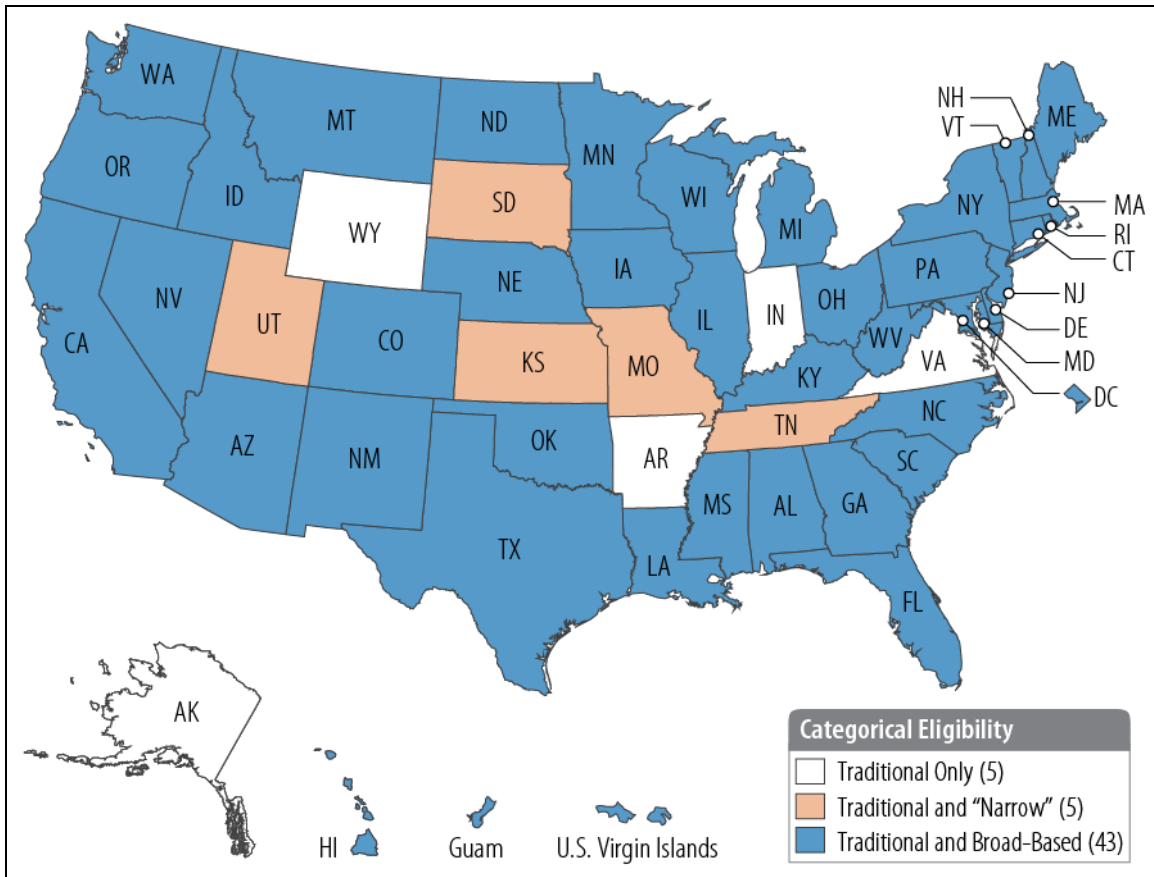 WA
MT
ND
MN
OR
ID
WY
SD
WI
MI
NY
ME
NH
VT
MA
RI
CT
NJ
DE
MD
DC
CA
NV
UT
CO
NE
IA
IL
IN
OH
PA
WV
VA
KS
MO
KY
TN
NC
AZ
NM
OK
AR
SC
MS
AL
GA
TX
LA
FL
AK
HI
Guam
U.S. Virgin Islands
Categorical Eligibility
Traditional Only (5)
Traditional and “Narrow” (5)
Traditional and Broad-Based (43)